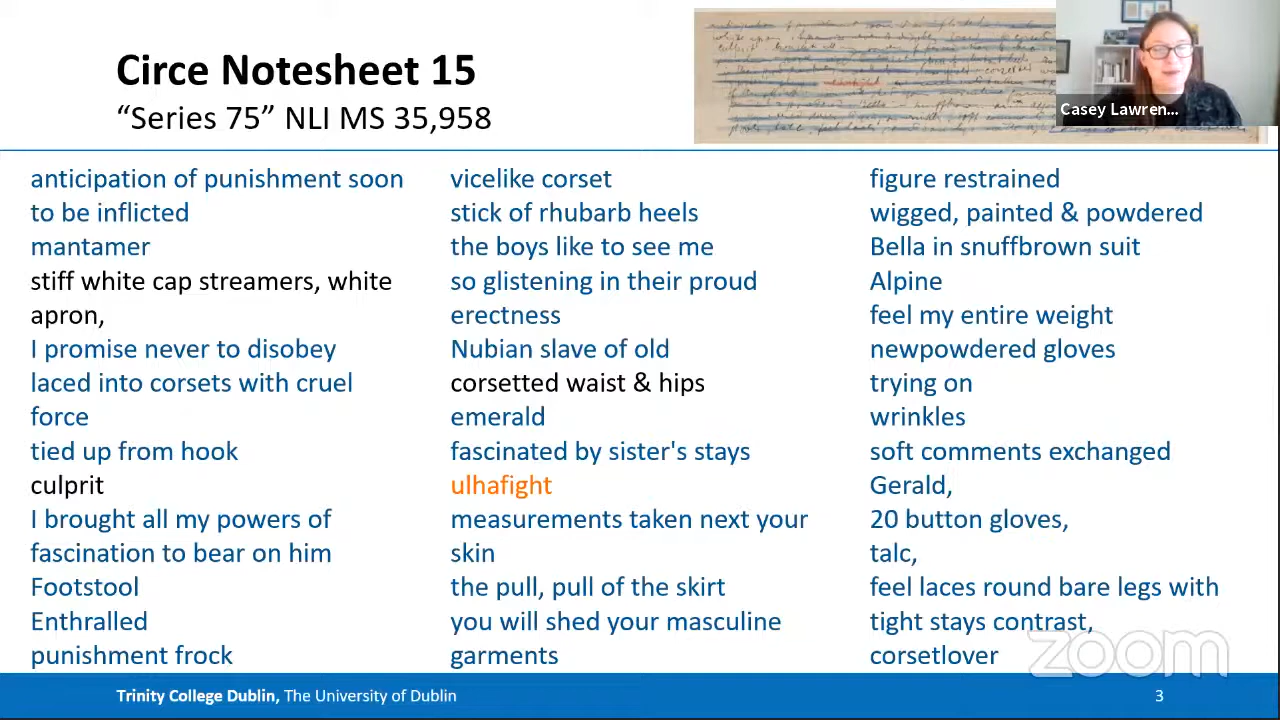 Circe Notesheet 15
“Series 75” NLI MS 35,958
Casey Lawren...
anticipation of punishment soon
to be inflicted
mantamer
stiff white cap streamers, white
apron,
I promise never to disobey
laced into corsets with cruel
force
tied up from hook
culprit
I brought all my powers of
fascination to bear on him
Footstool
Enthralled
punishment frock
vicelike corset
stick of rhubarb heels
the boys like to see me
so glistening in their proud
erectness
Nubian slave of old
corsetted waist & hips
emerald
fascinated by sister's stays
ulhafight
measurements taken next your
skin
the pull, pull of the skirt
you will shed your masculine
garments
figure restrained
wigged, painted & powdered
Bella in snuffbrown suit
Alpine
feel my entire weight
newpowdered gloves
trying on
wrinkles
soft comments exchanged
Gerald,
20 button gloves,
talc,
feel laces round bare legs with
tight stays contrast,
corsetlover
zoom
Trinity College Dublin, The University of Dublin
3